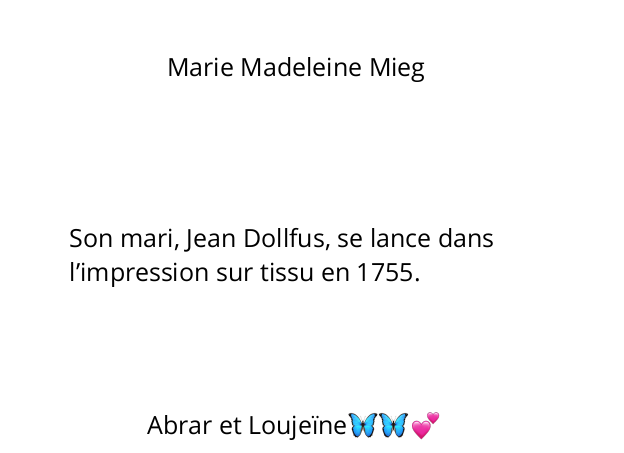 Marie Madeleine Mieg
Son mari, Jean Dollfus, se lance dans
l’impression sur tissu en 1755.
Abrar et Loujeïne🦋🦋💕